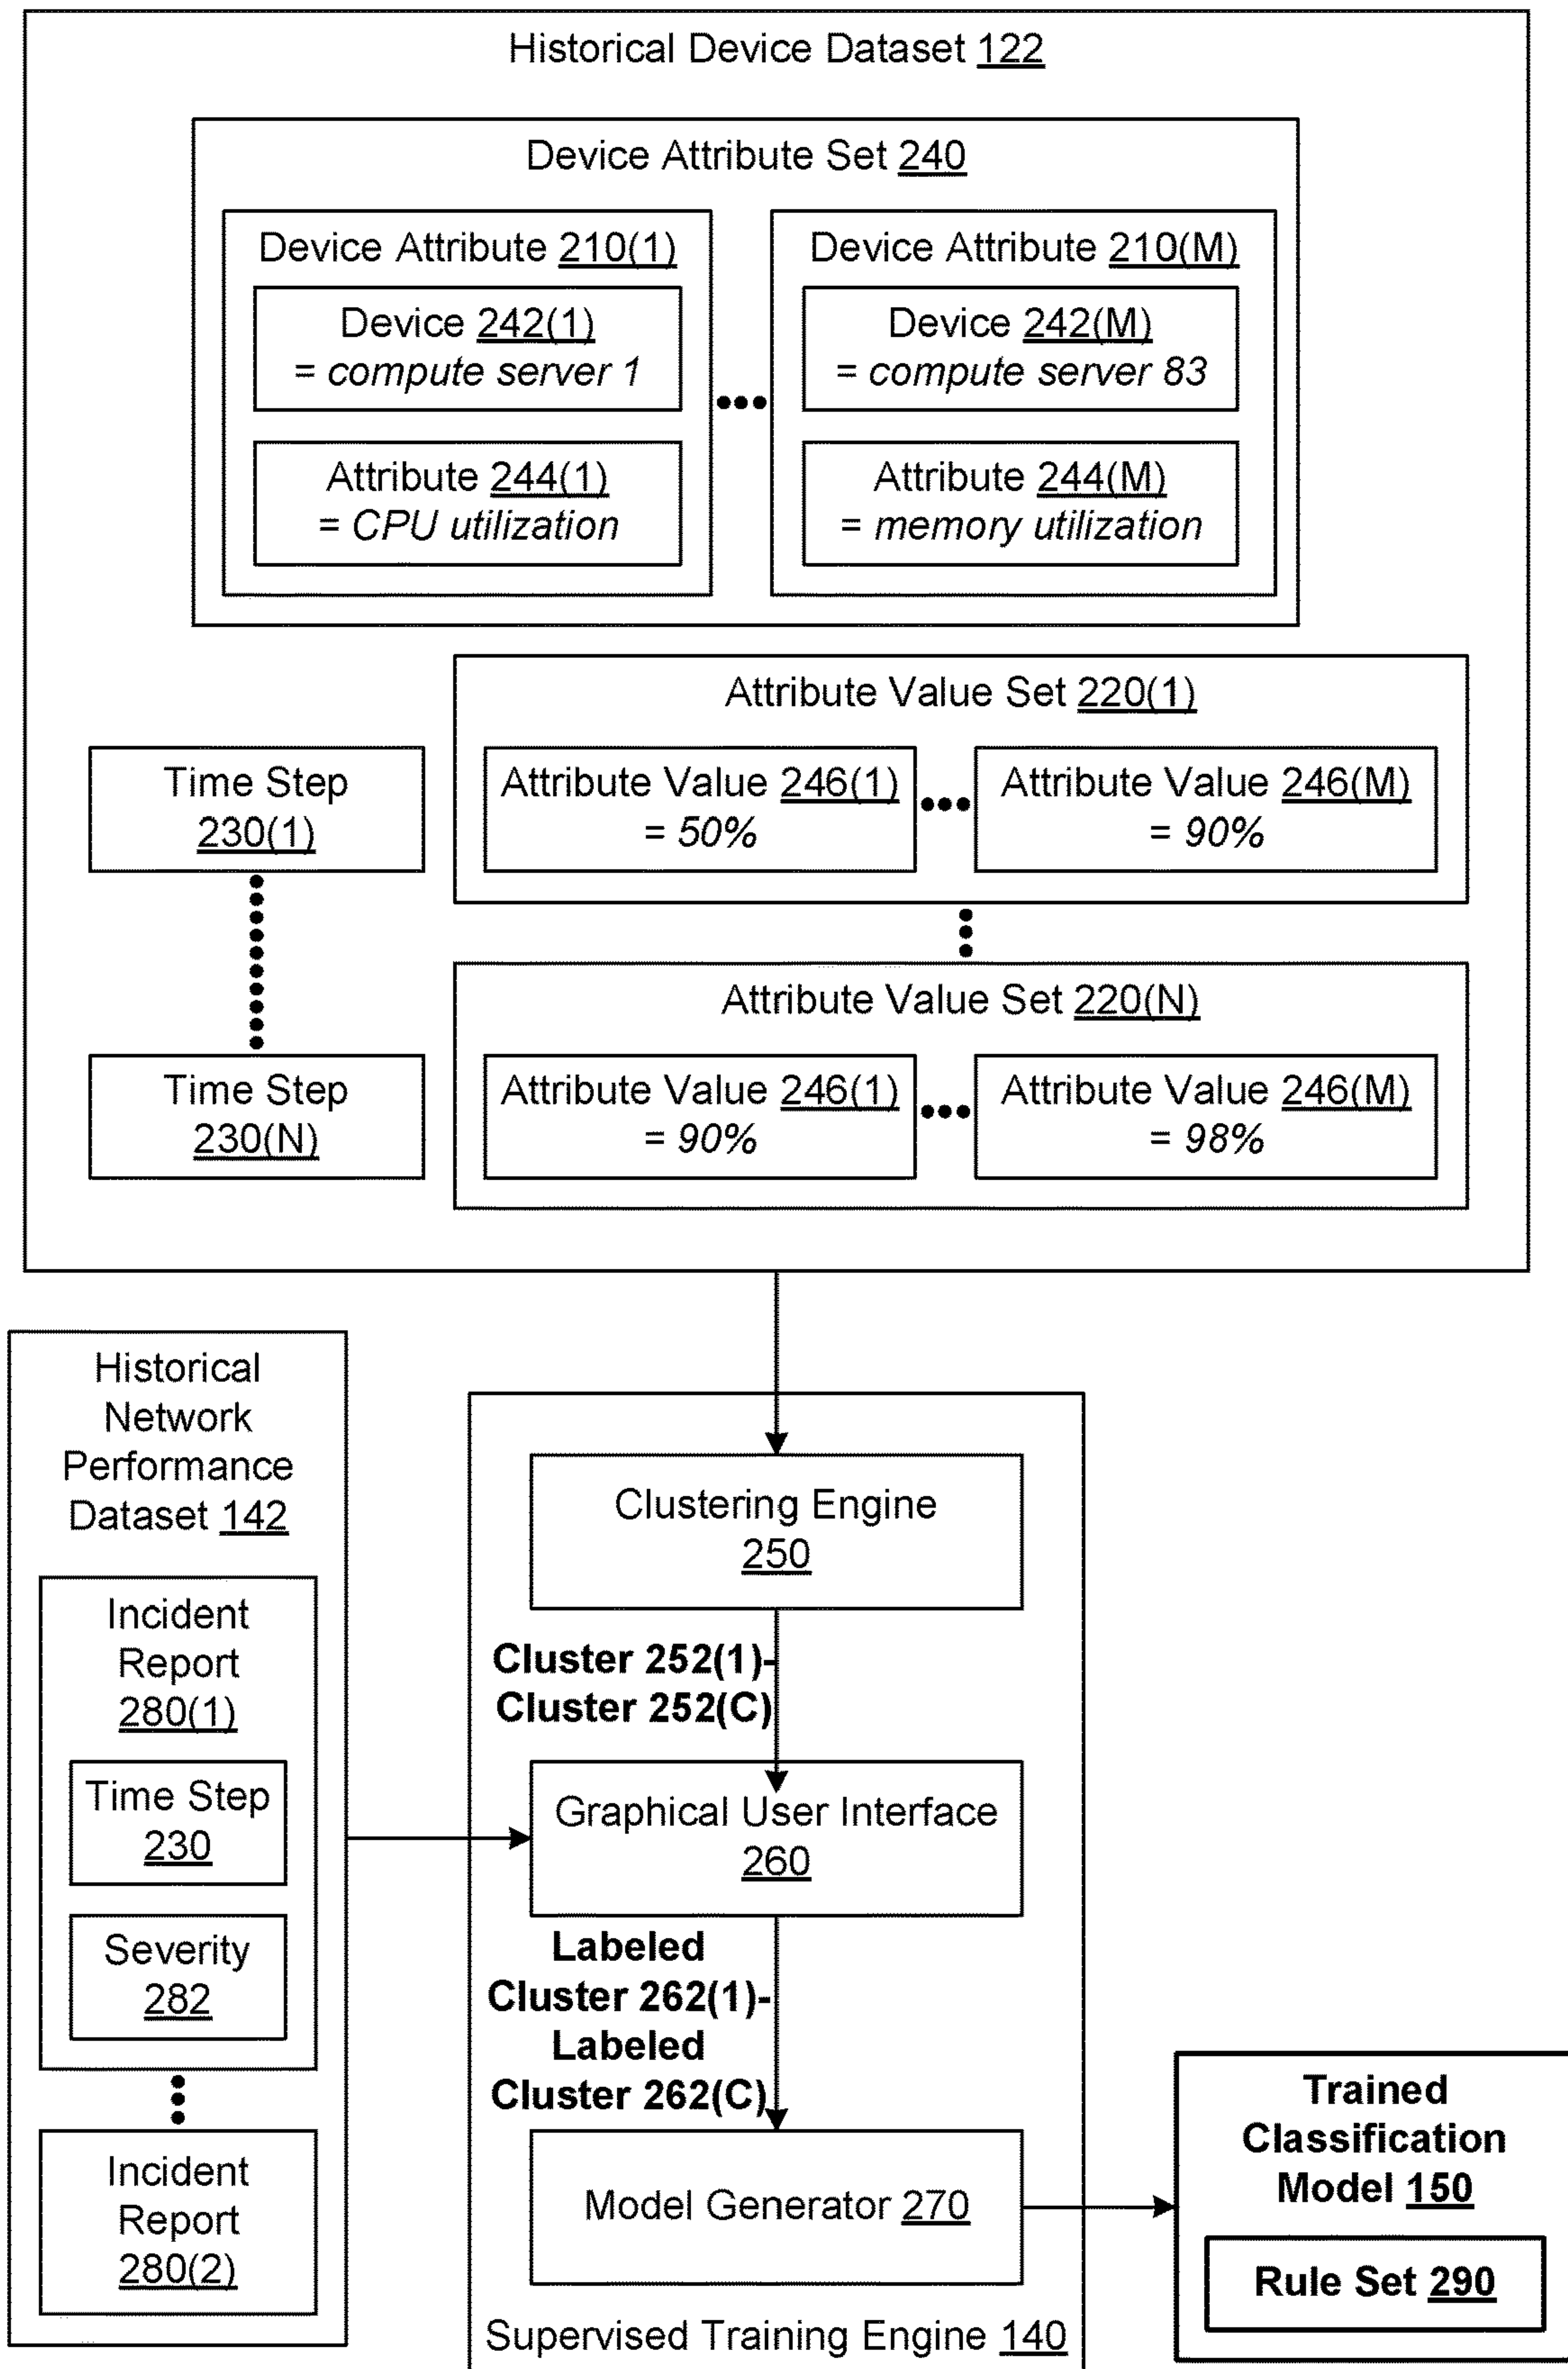 Historical Device Dataset 122
Device Attribute Set 240
Device Attribute 210(1)
Device 242(1)
= compute server 1
Attribute 244(1)
= CPU utilization
Device Attribute 210(M)
Device 242(M)
= compute server 83
Attribute 244(M)
= memory utilization
Attribute Value Set 220(1)
Time Step
230(1)
Attribute Value 246(1)
= 50%
Attribute Value 246(M)
= 90%
Attribute Value Set 220(N)
Time Step
230(N)
Attribute Value 246(1)
= 90%
Attribute Value 246(M)
= 98%
Historical
Network
Performance
Dataset 142
Incident
Report
280(1)
Time Step
230
Severity
282
Incident
Report
280(2)
Clustering Engine
250
Cluster 252(1)-
Cluster 252(C)
Graphical User Interface
260
Labeled
Cluster 262(1)-
Labeled
Cluster 262(C)
Model Generator 270
Supervised Training Engine 140
Trained
Classification
Model 150
Rule Set 290